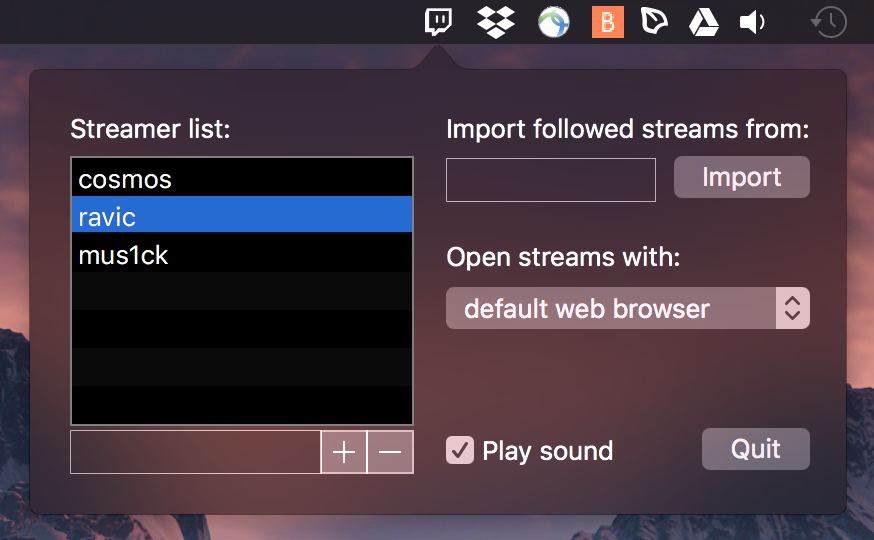 B
Streamer list:
cosmos
ravic
mus1ck
Import followed streams from:
Import
Open streams with:
default web browser
Play sound
Quit